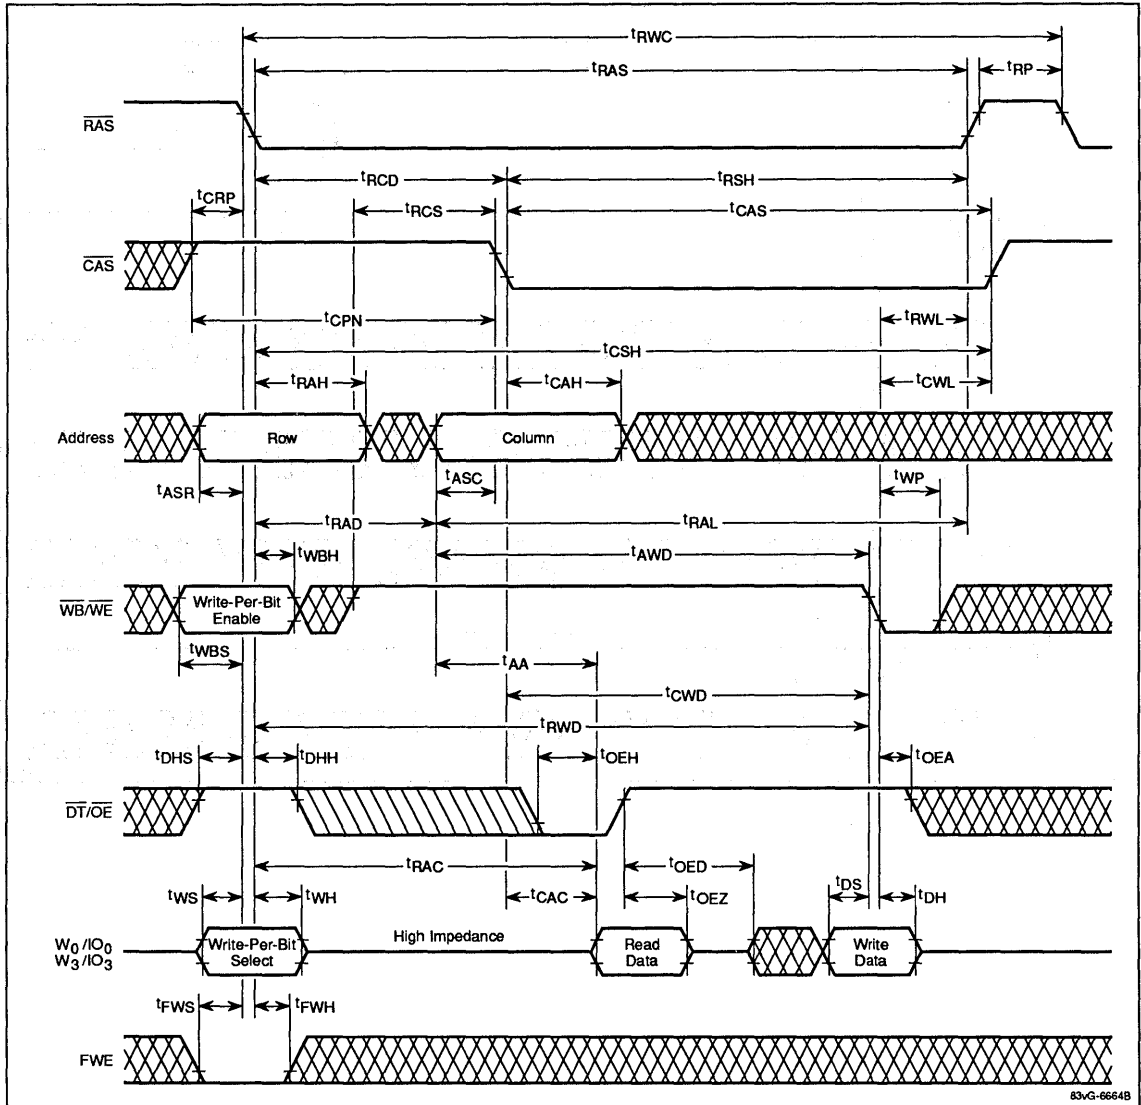 tRWC
tRAS
tRP
RAS
tRCD
tRSH
tCRP
tRCS
tCAS
CAS
tCPN
tRWL
tCSH
tRAH
tCAH
tCWL
Address
Row
Column
tASR
tASC
tWP
tRAD
tRAL
tWBH
tAWD
WB/WE
Write-Per-Bit
Enable
tWBS
tAA
tCWD
tRWD
tDHS
tDHH
tOEH
tOEA
DT/OE
tRAC
tOED
tWS
tWH
tCAC
tOEZ
tDS
tDH
W0/IO0
W3/IO3
Write-Per-Bit
Select
High Impedance
Read
Data
Write
Data
tFWS
tFWH
FWE
83vG-6664B